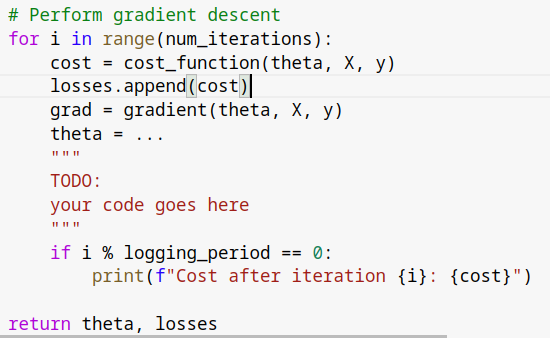 # Perform gradient descent
for i in range(num_iterations):
    cost = cost_function(theta, X, y)
    losses.append(cost)
    grad = gradient(theta, X, y)
    theta = ...
    """
    TODO:
    your code goes here
    """
    if i % logging_period == 0:
        print(f"Cost after iteration {i}: {cost}")
return theta, losses